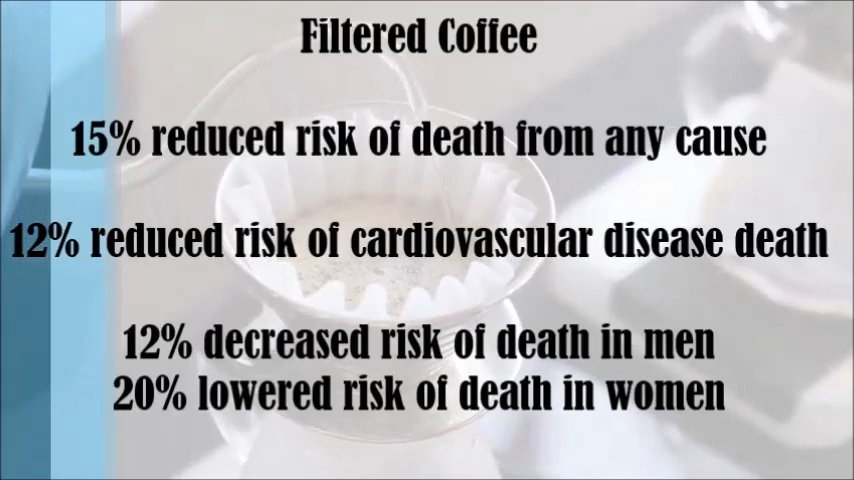 Filtered Coffee
15% reduced risk of death from any cause
12% reduced risk of cardiovascular disease death
12% decreased risk of death in men
20% lowered risk of death in women